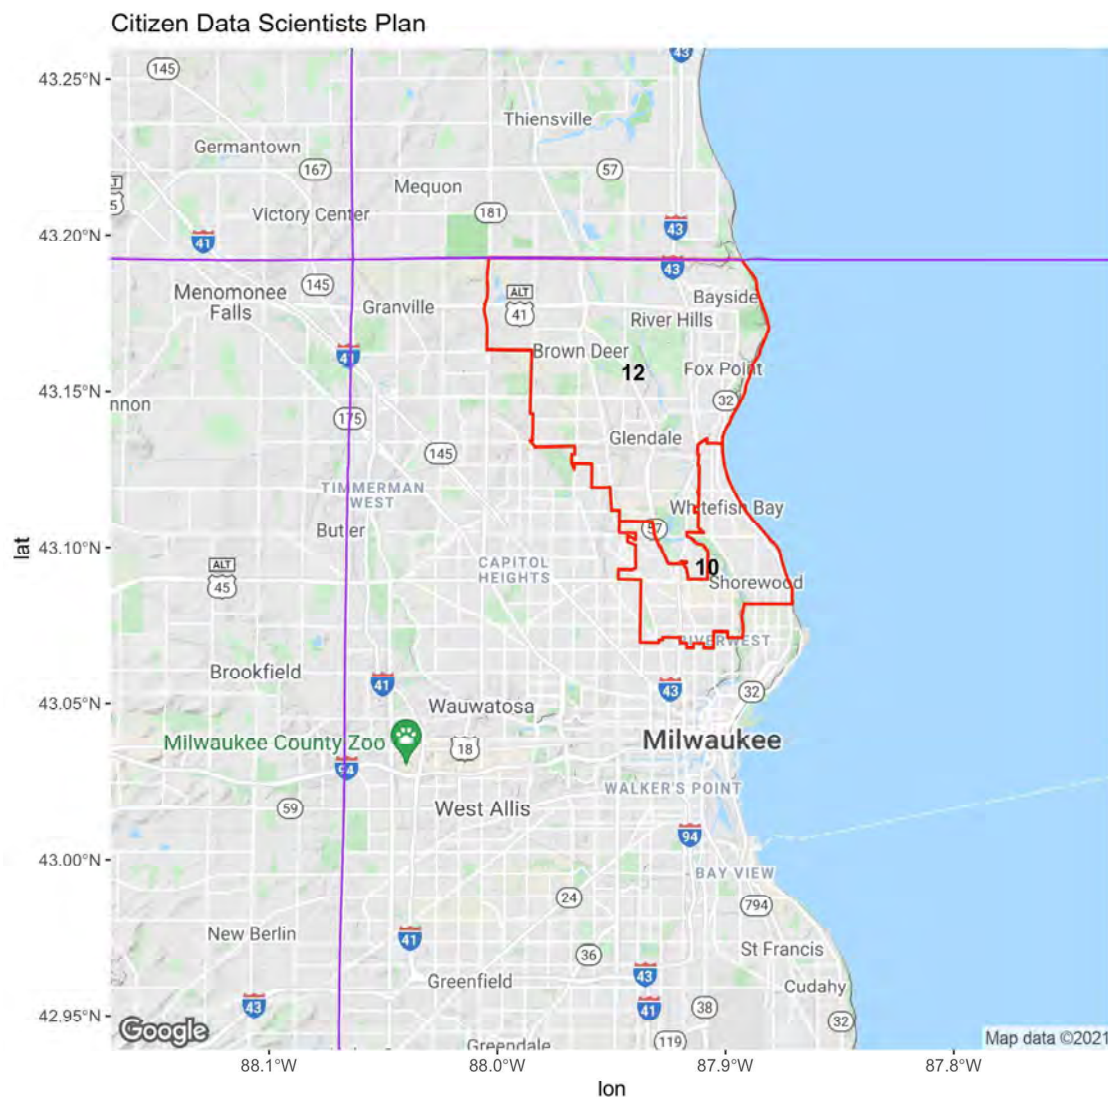 Citizen Data Scientists Plan
43.25°N
43.20°N
43.15°N
43.10°N
43.05°N
43.00°N
42.95°N
lat
145
43
Thiensville
Germantown
167
57
Mequon
5
Victory Center
181
41
43
43
145
Menomonee
Falls
Granville
ALT
41
Bayside
River Hills
41
Brown Deer
12
Fox Point
32
nnon
175
Glendale
145
TIMMERMAN
WEST
Whitefish Bay
Butler
57
ALT
45
CAPITOL
HEIGHTS
10
Shorewood
RIVERWEST
Brookfield
41
43
32
Wauwatosa
Milwaukee County Zoo
18
Milwaukee
94
WALKER'S POINT
59
West Allis
94
BAY VIEW
24
794
New Berlin
41
36
St Francis
43
Greenfield
Cudahy
43
41
38
32
Google
Greendale
119
Map data ©2021
88.1°W
88.0°W
87.9°W
87.8°W
lon